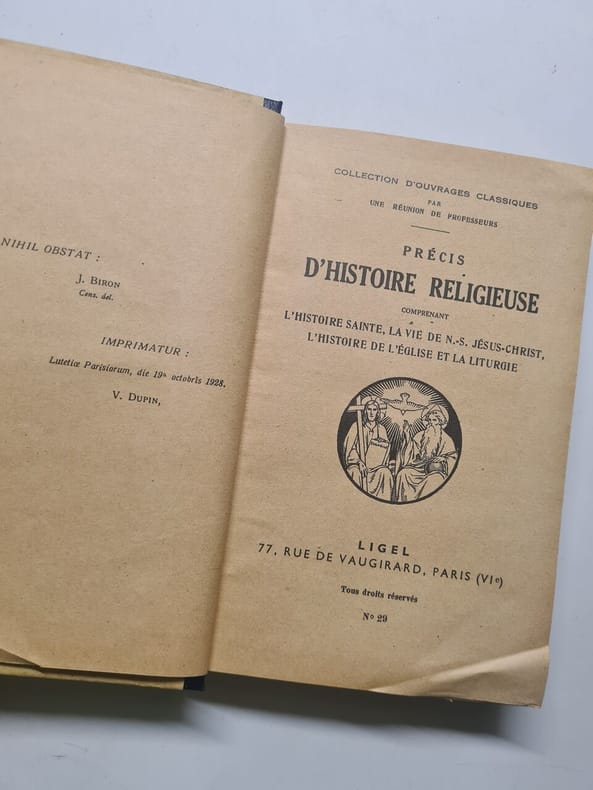 NIHIL OBSTAT :
J. BIRON
Cens. del.
IMPRIMATUR :
Lutetiæ Parisiorum, die 19ª octobris 1928.
V. DUPIN,
COLLECTION D'OUVRAGES CLASSIQUES
PAR
UNE RÉUNION DE PROFESSEURS
PRÉCIS
D'HISTOIRE RELIGIEUSE
COMPRENANT
L'HISTOIRE SAINTE, LA VIE DE N.-S. JÉSUS-CHRIST,
L'HISTOIRE DE L'ÉGLISE ET LA LITURGIE
LIGEL
77, RUE DE VAUGIRARD, PARIS (VIe)
Tous droits réservés
No 29